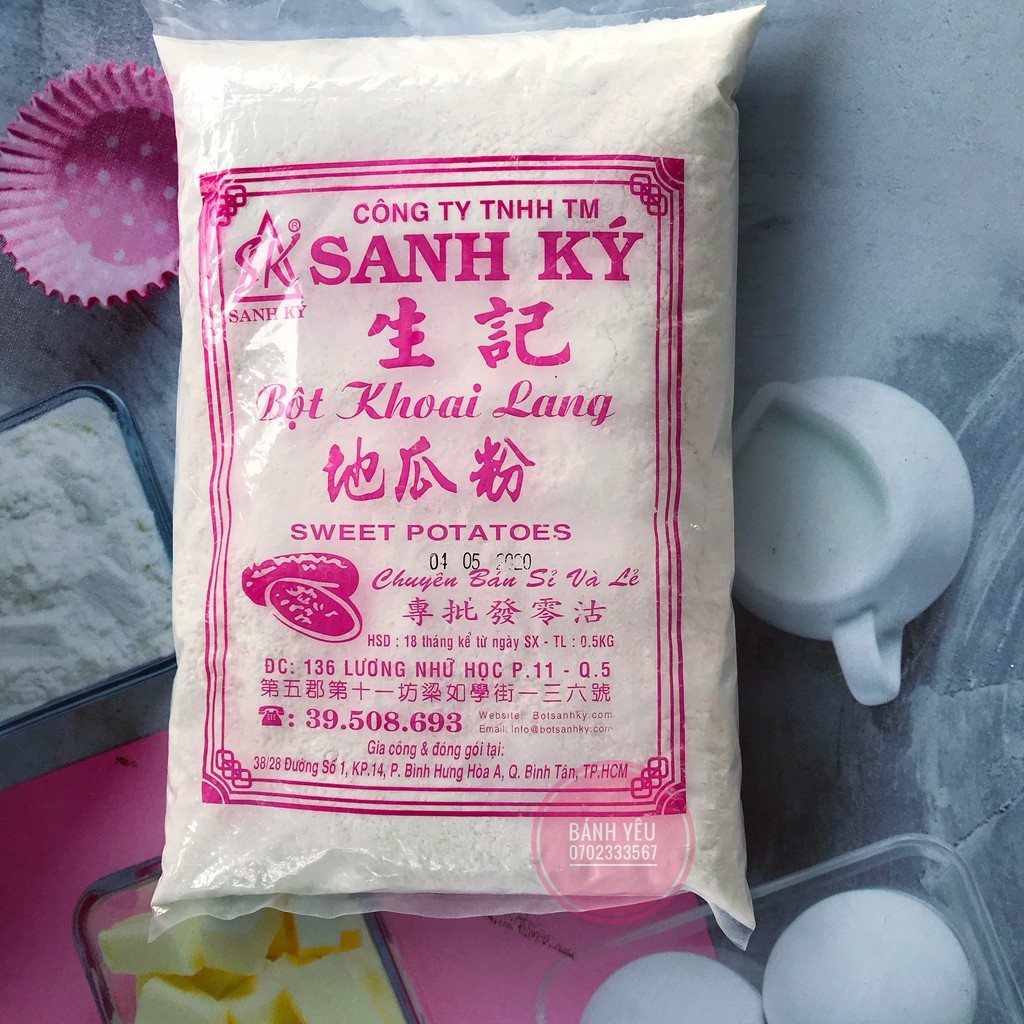 CÔNG TY TNHH TM
SK®
SANH KÝ
SANH KÝ
生記
Bột Khoai Lang
地瓜粉
SWEET POTATOES
04 05 2020
Chuyên Bán Sỉ Và Lẻ
專批發零沽
HSD : 18 tháng kể từ ngày SX - TL : 0.5KG
ĐC: 136 LƯƠNG NHỮ HỌC P.11 - Q.5
第五郡第十一坊梁如學街一三六號
☎: 39.508.693
Website: Botsanhky.com
Email: Info@botsanhky.com
Gia công & đóng gói tại:
38/28 Đường Số 1, KP.14, P. Bình Hưng Hòa A, Q. Bình Tân, TP.HCM
BÁNH YÊU
0702333567